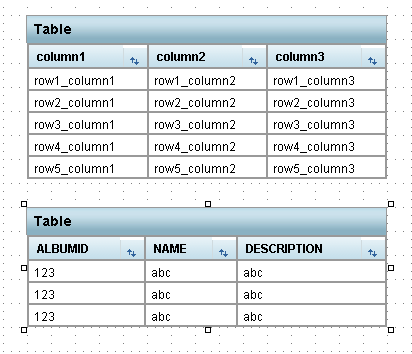 Table
column1 column2 column3
row1_column1 row1_column2 row1_column3
row2_column1 row2_column2 row2_column3
row3_column1 row3_column2 row3_column3
row4_column1 row4_column2 row4_column3
row5_column1 row5_column2 row5_column3
Table
ALBUMID NAME DESCRIPTION
123 abc abc
123 abc abc
123 abc abc